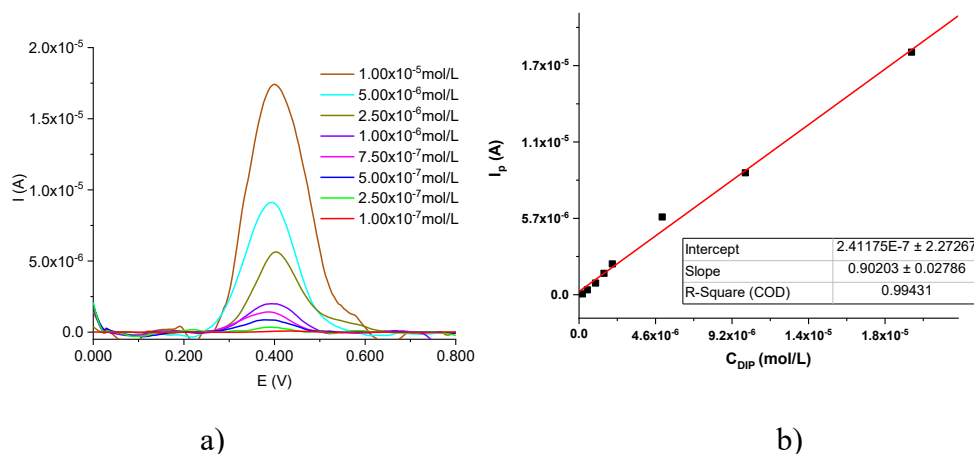 2.0x10⁻⁵
1.5x10⁻⁵
1.0x10⁻⁵
5.0x10⁻⁶
0.0
I (A)
0.000 0.200 0.400 0.600 0.800
E (V)
1.00x10⁻⁵mol/L
5.00x10⁻⁶mol/L
2.50x10⁻⁶mol/L
1.00x10⁻⁶mol/L
7.50x10⁻⁷mol/L
5.00x10⁻⁷mol/L
2.50x10⁻⁷mol/L
1.00x10⁻⁷mol/L
a)
1.7x10⁻⁵
1.1x10⁻⁵
5.7x10⁻⁶
0.0
Iₚ (A)
0.0 4.6x10⁻⁶ 9.2x10⁻⁶ 1.4x10⁻⁵ 1.8x10⁻⁵
C_DIP (mol/L)
Intercept 2.41175E-7 ± 2.27267
Slope 0.90203 ± 0.02786
R-Square (COD) 0.99431
b)